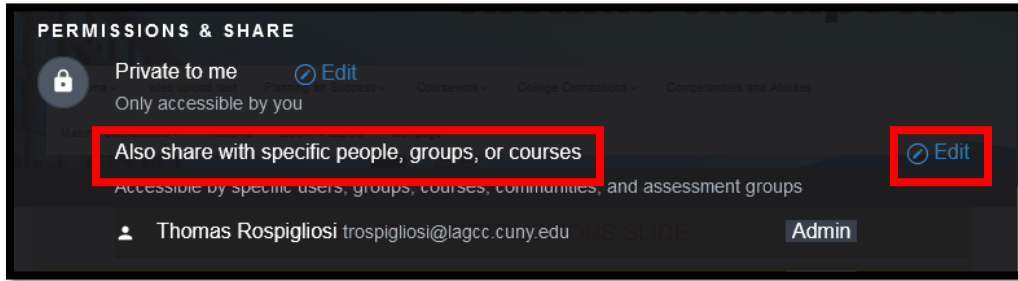 PERMISSIONS & SHARE
Private to me Edit
Only accessible by you
Also share with specific people, groups, or courses Edit
Accessible by specific users, groups, courses, communities, and assessment groups
Thomas Rospigliosi trospigliosi@lagcc.cuny.edu Admin